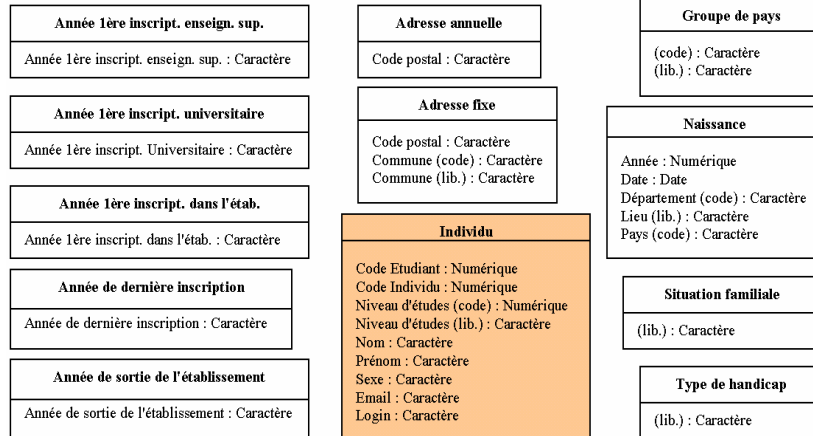 Année 1ère inscript. enseign. sup.
Année 1ère inscript. enseign. sup. : Caractère
Année 1ère inscript. universitaire
Année 1ère inscript. Universitaire : Caractère
Année 1ère inscript. dans l'étab.
Année 1ère inscript. dans l'étab. : Caractère
Année de dernière inscription
Année de dernière inscription : Caractère
Année de sortie de l'établissement
Année de sortie de l'établissement : Caractère
Adresse annuelle
Code postal : Caractère
Adresse fixe
Code postal : Caractère
Commune (code) : Caractère
Commune (lib.) : Caractère
Individu
Code Etudiant : Numérique
Code Individu : Numérique
Niveau d'études (code) : Numérique
Niveau d'études (lib.) : Caractère
Nom : Caractère
Prénom : Caractère
Sexe : Caractère
Email : Caractère
Login : Caractère
Groupe de pays
(code) : Caractère
(lib.) : Caractère
Naissance
Année : Numérique
Date : Date
Département (code) : Caractère
Lieu (lib.) : Caractère
Pays (code) : Caractère
Situation familiale
(lib.) : Caractère
Type de handicap
(lib.) : Caractère